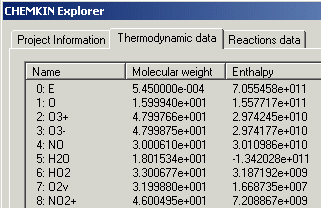 CHEMKIN Explorer
Project Information Thermodynamic data Reactions data
Name Molecular weight Enthalpy
0: E 5.450000e-004 7.055458e+011
1: O 1.599940e+001 1.557717e+011
2: O3+ 4.799766e+001 2.974245e+010
3: O3- 4.799875e+001 2.974177e+010
4: NO 3.000610e+001 3.010986e+010
5: H2O 1.801534e+001 -1.342028e+011
6: HO2 3.300677e+001 3.187192e+009
7: O2v 3.199880e+001 1.668735e+007
8: NO2+ 4.600495e+001 7.208867e+009